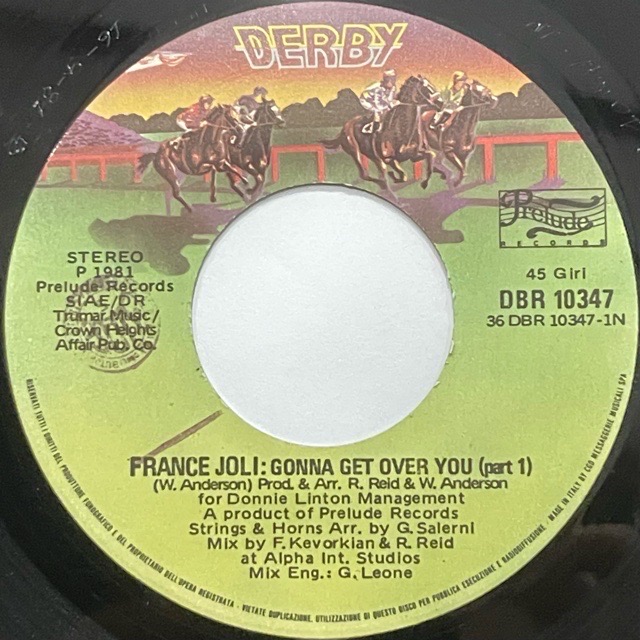 DERBY
Prelude
RECORDS
STEREO
P 1981
Prelude Records
SIAE/DR
Trumar Music/
Crown Heights
Affair Pub. Co.
45 Giri
DBR 10347
36 DBR 10347-1N
FRANCE JOLI: GONNA GET OVER YOU (part 1)
(W. Anderson) Prod. & Arr. R. Reid & W. Anderson
for Donnie Linton Management
A product of Prelude Records
Strings & Horns Arr. by G. Salerni
Mix by F. Kevorkian & R. Reid
at Alpha Int. Studios
Mix Eng.: G. Leone
RISERVATI TUTTI I DIRITTI DEL PRODUTTORE FONOGRAFICO E DEL PROPRIETARIO DELL'OPERA REGISTRATA - VIETATE DUPLICAZIONE, UTILIZZAZIONE DI QUESTO DISCO PER PUBBLICA ESECUZIONE E RADIODIFFUSIONE. MADE IN ITALY BY CGD MESSAGGERIE MUSICALI SPA